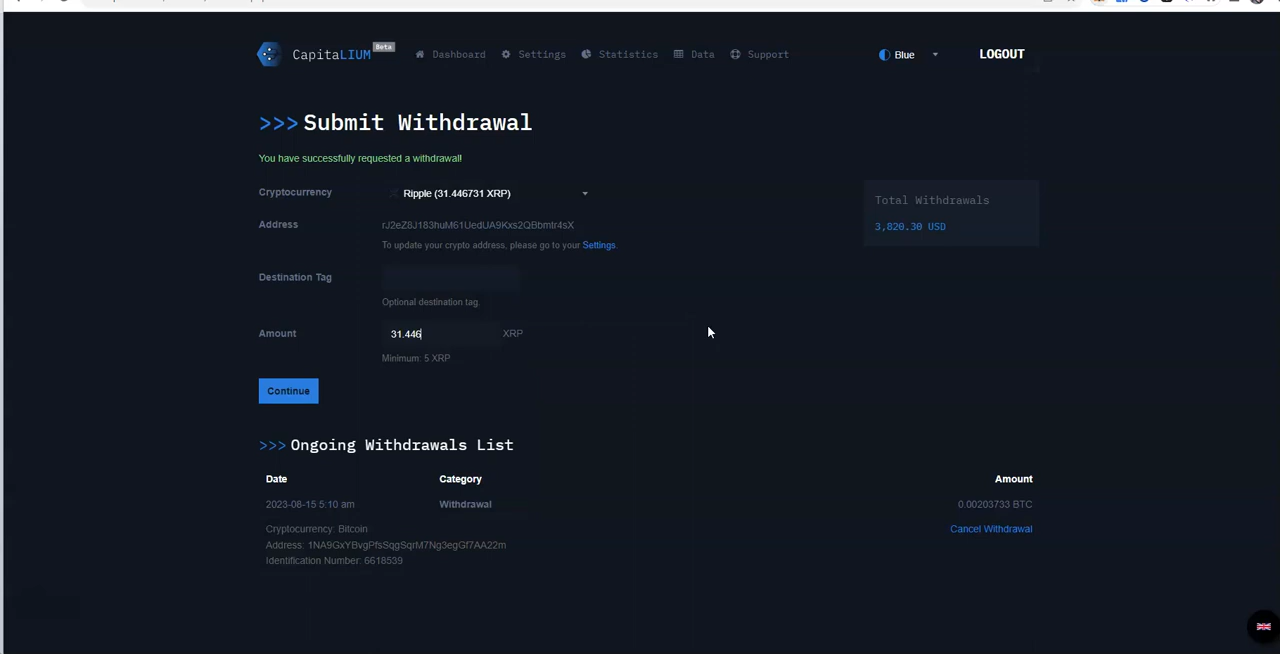 CapitaLIUM Beta Dashboard Settings Statistics Data Support Blue LOGOUT
>>> Submit Withdrawal
You have successfully requested a withdrawal!
Cryptocurrency Ripple (31.446731 XRP)
Total Withdrawals
3,820.30 USD
Address rJ2eZ8J183huM61UedUA9Kxs2QBbmtr4sX
To update your crypto address, please go to your Settings.
Destination Tag
Optional destination tag.
Amount 31.446 XRP
Minimum: 5 XRP
Continue
>>> Ongoing Withdrawals List
Date Category Amount
2023-08-15 5:10 am Withdrawal 0.00203733 BTC
Cryptocurrency: Bitcoin Cancel Withdrawal
Address: 1NA9GxYBvgPfsSqgSqrM7Ng3egGf7AA22m
Identification Number: 6618539